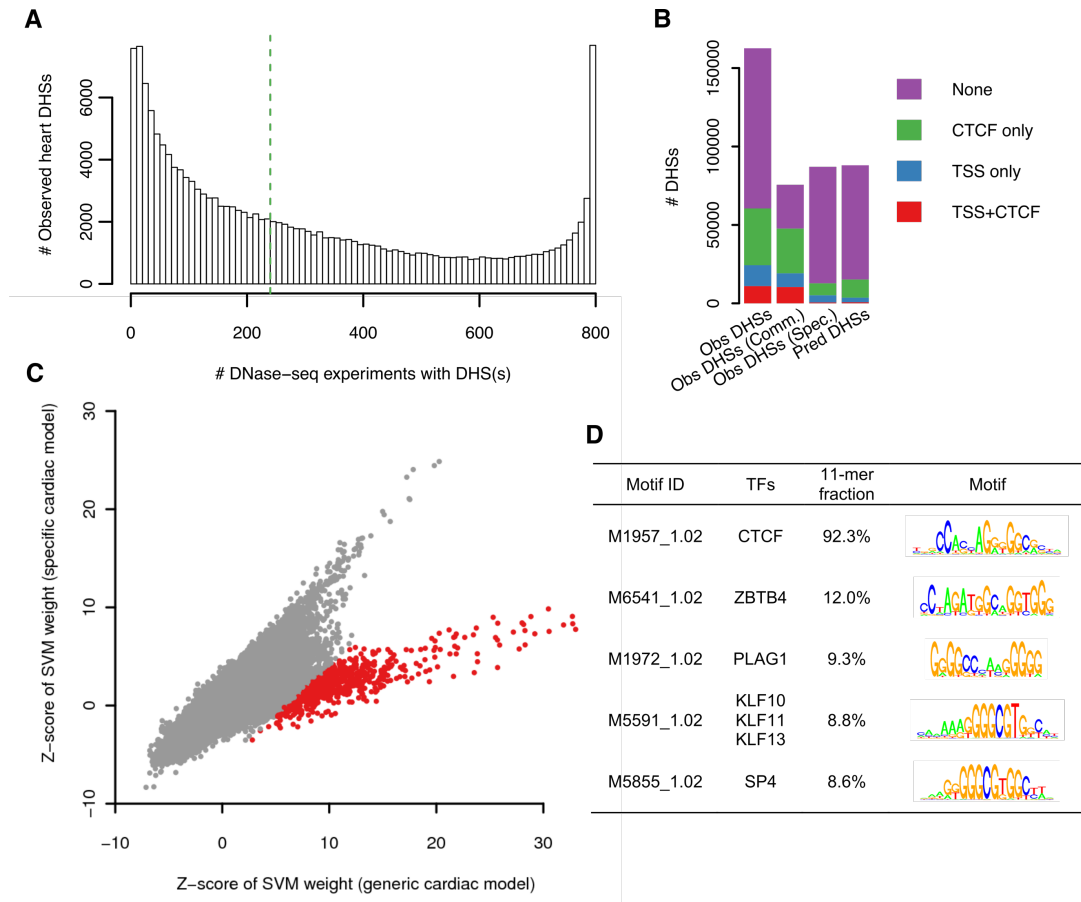 A
# Observed heart DHSs
0 2000 4000 6000
0 200 400 600 800
# DNase−seq experiments with DHS(s)
B
# DHSs
0 50000 100000 150000
Obs DHSs
Obs DHSs (Comm.)
Obs DHSs (Spec.)
Pred DHSs
None
CTCF only
TSS only
TSS+CTCF
C
Z−score of SVM weight (specific cardiac model)
−10 0 10 20 30
−10 0 10 20 30
Z−score of SVM weight (generic cardiac model)
D
Motif ID TFs 11-mer fraction Motif
M1957_1.02 CTCF 92.3%
M6541_1.02 ZBTB4 12.0%
M1972_1.02 PLAG1 9.3%
KLF10
M5591_1.02 KLF11 8.8%
KLF13
M5855_1.02 SP4 8.6%